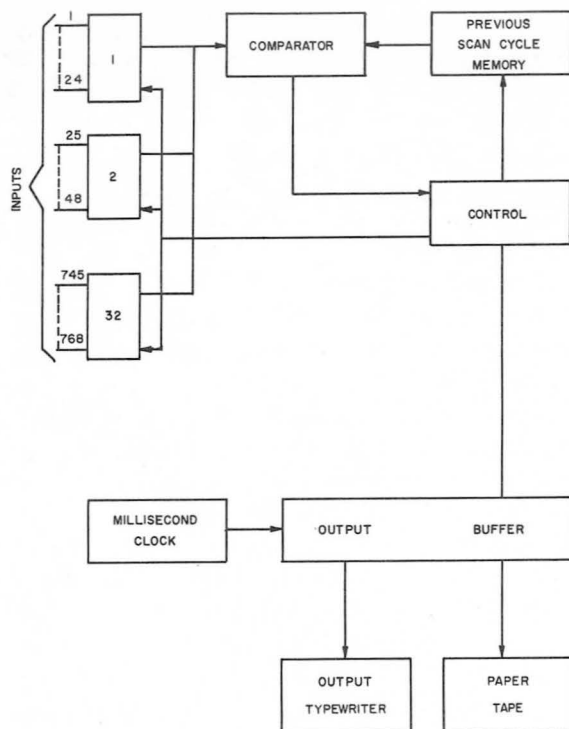 INPUTS
1
24
1
25
48
2
745
768
32
COMPARATOR
PREVIOUS
SCAN CYCLE
MEMORY
CONTROL
MILLISECOND
CLOCK
OUTPUT BUFFER
OUTPUT
TYPEWRITER
PAPER
TAPE